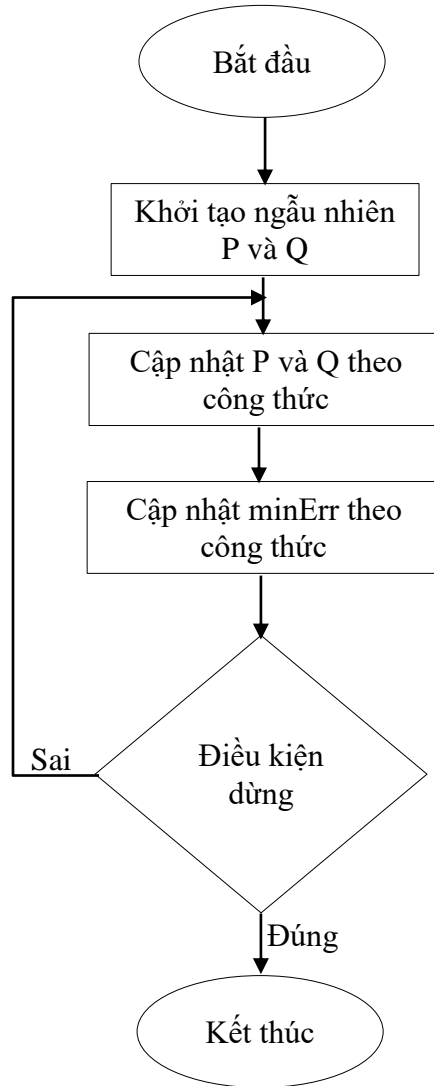 Bắt đầu
Khởi tạo ngẫu nhiên
P và Q
Cập nhật P và Q theo
công thức
Cập nhật minErr theo
công thức
Sai
Điều kiện
dừng
Đúng
Kết thúc